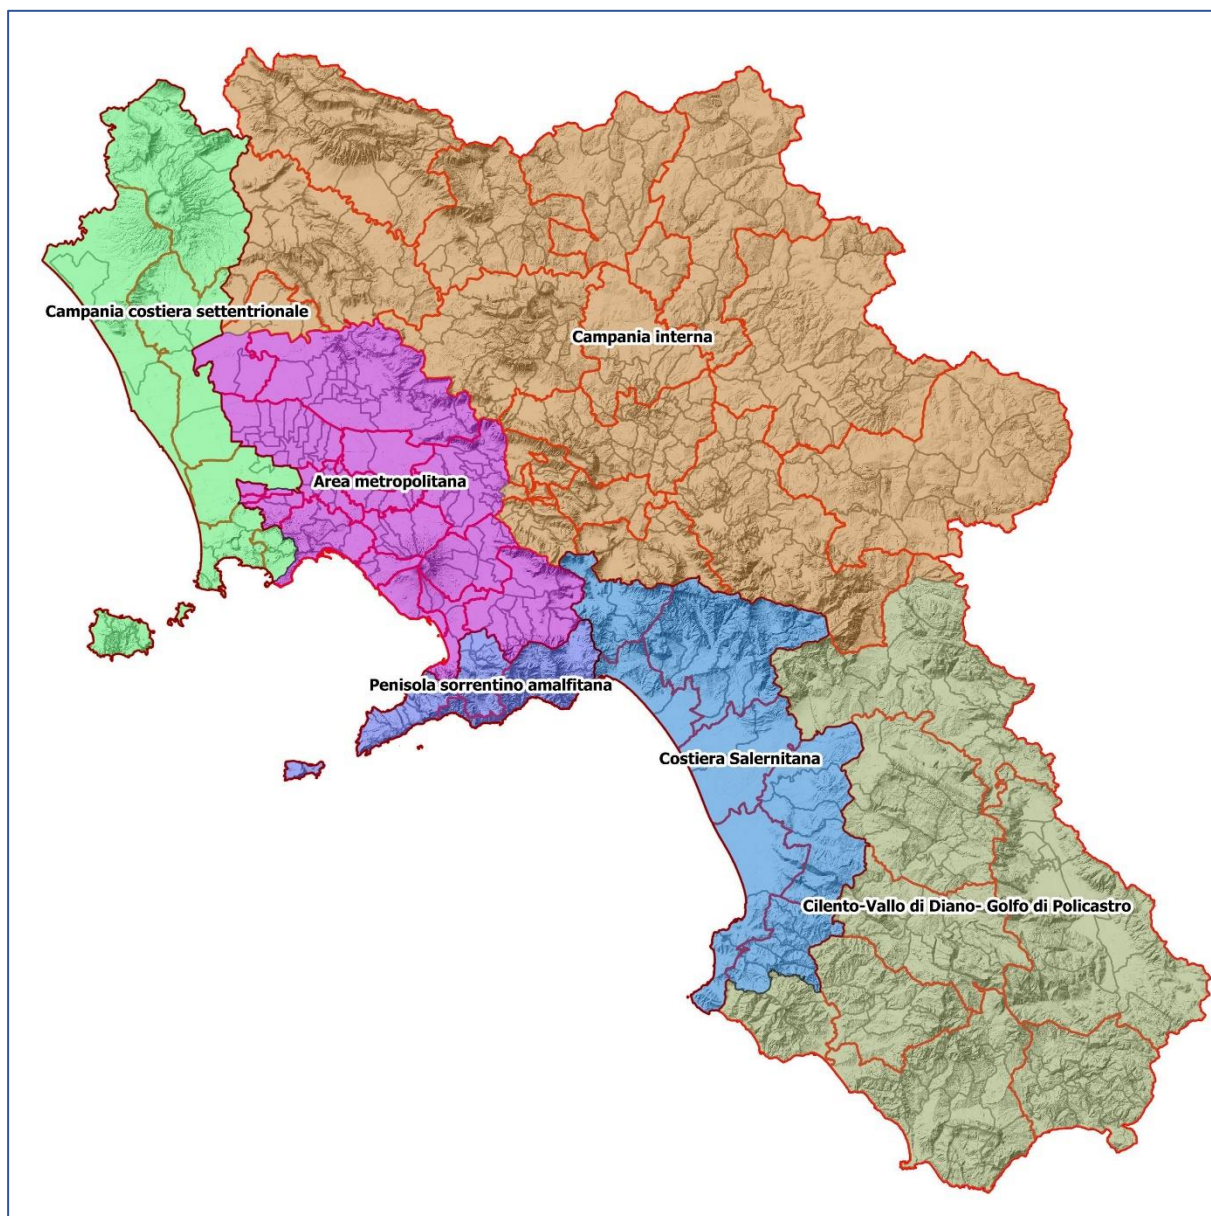 Campania costiera settentrionale
Campania interna
Area metropolitana
Penisola sorrentino amalfitana
Costiera Salernitana
Cilento-Vallo di Diano- Golfo di Policastro